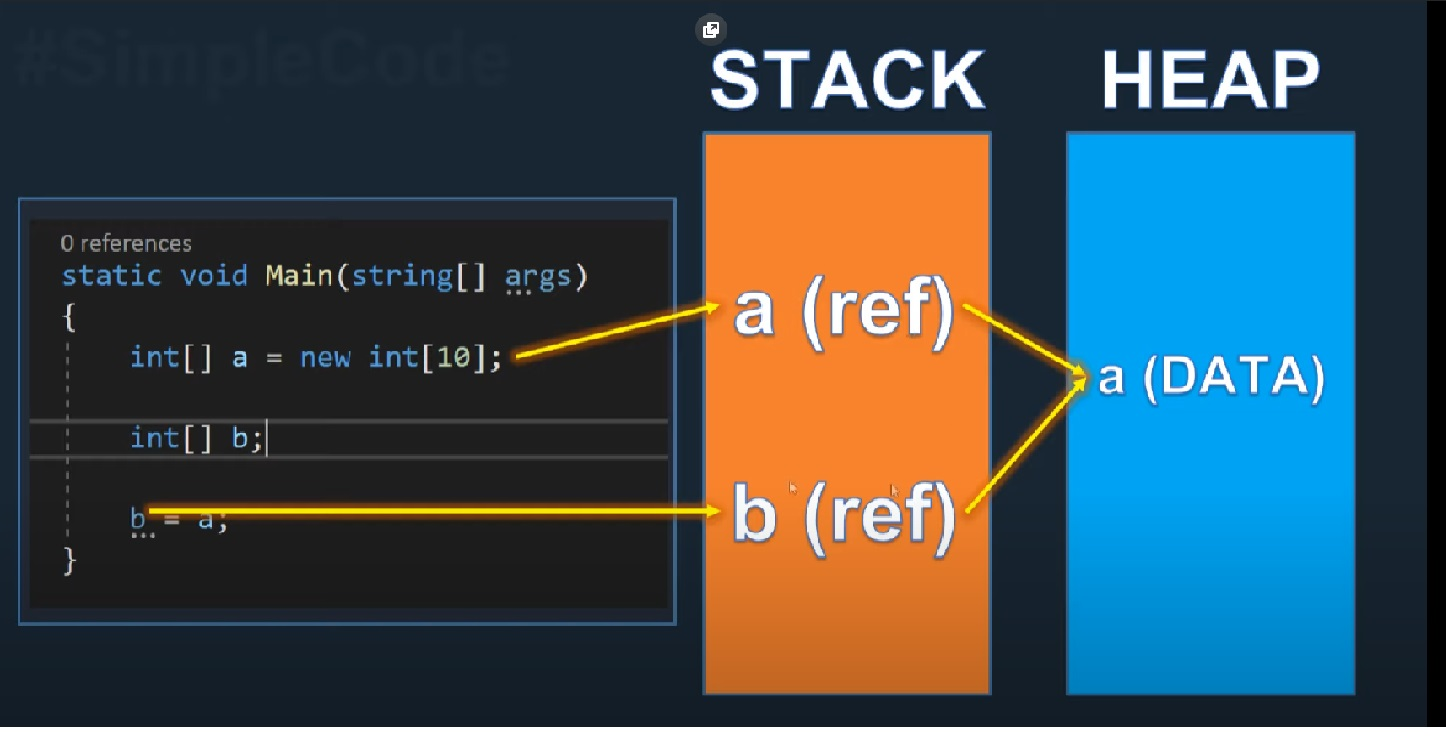 #SimpleCode
STACK
HEAP
0 references
static void Main(string[] args)
{
int[] a = new int[10];
int[] b;
b = a;
}
a (ref)
b (ref)
a (DATA)